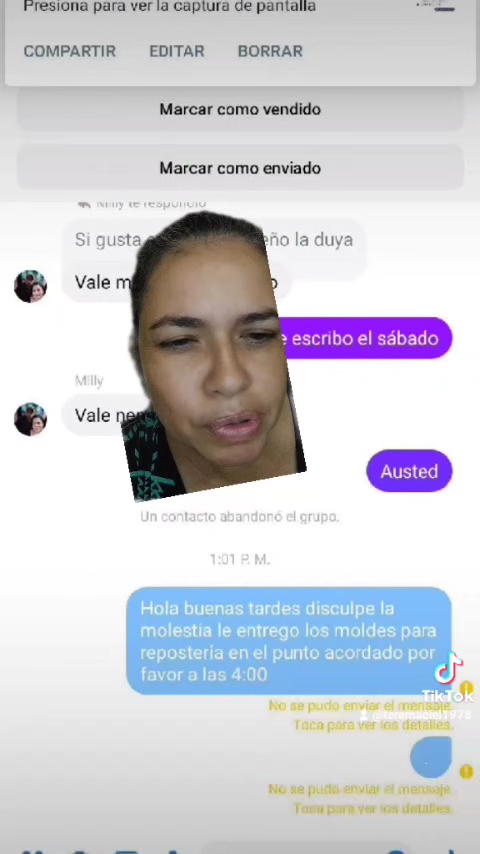 Presiona para ver la captura de pantalla
COMPARTIR EDITAR BORRAR
Marcar como vendido
Marcar como enviado
Milly te respondió
Si gusta la duya
Vale
escribo el sábado
Milly
Vale
Austed
Un contacto abandonó el grupo.
1:01 P. M.
Hola buenas tardes disculpe la
molestia le entrego los moldes para
repostería en el punto acordado por
favor a las 4:00
No se pudo enviar el mensaje.
Toca para ver los detalles.
TikTok
No se pudo enviar el mensaje.
Toca para ver los detalles.